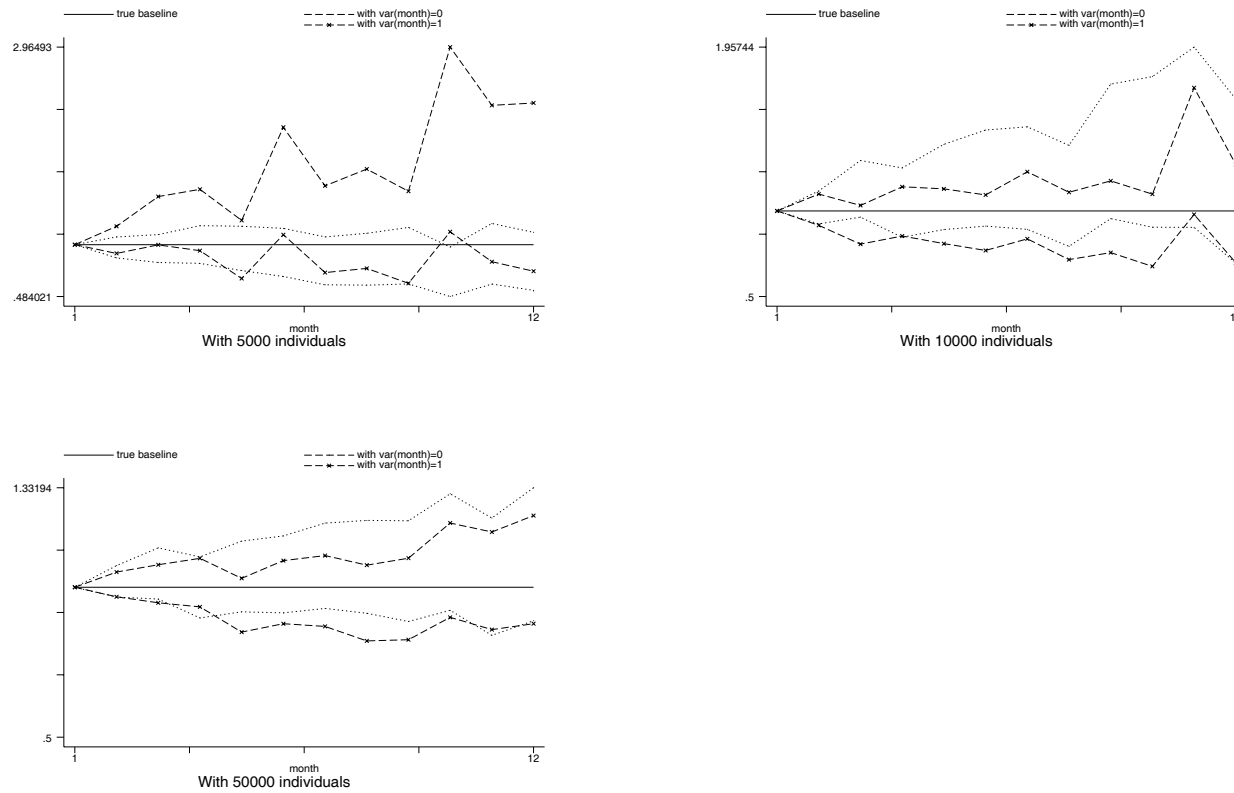 true baseline
with var(month)=0
with var(month)=1
2.96493
.484021
1
12
month
With 5000 individuals
true baseline
with var(month)=0
with var(month)=1
1.95744
.5
1
1
month
With 10000 individuals
true baseline
with var(month)=0
with var(month)=1
1.33194
.5
1
12
month
With 50000 individuals